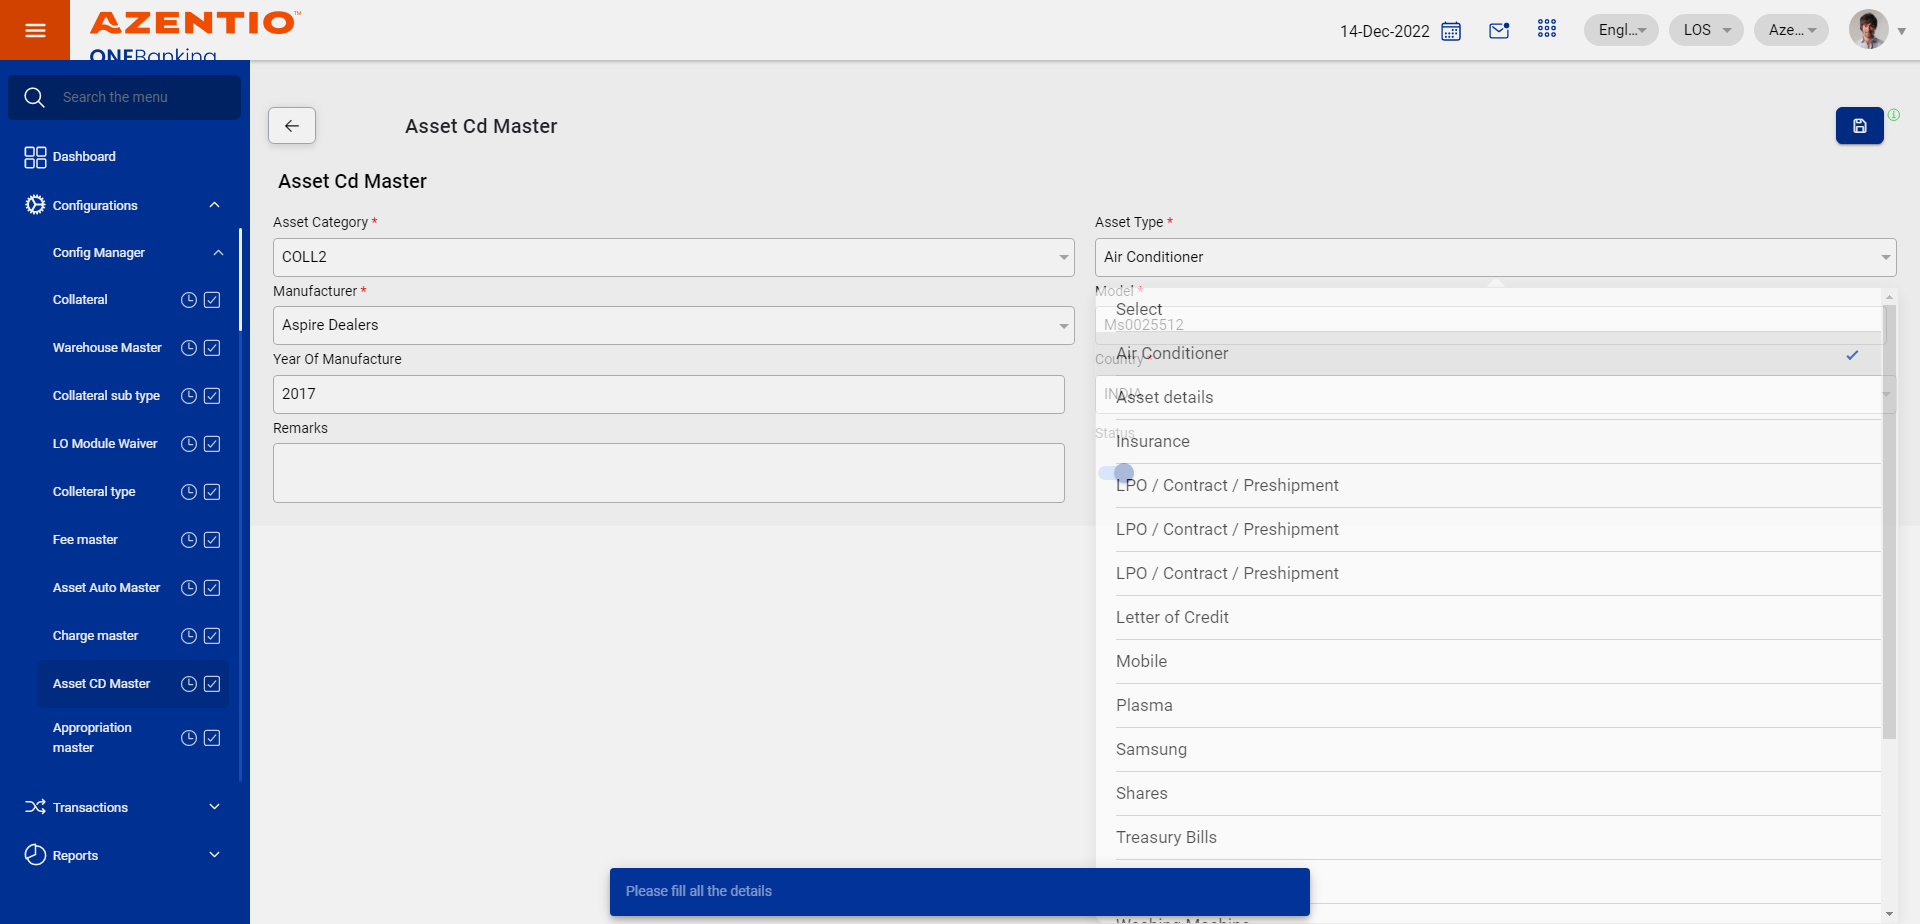 AZENTIO™
ONEBanking
14-Dec-2022
Engl...
LOS
Aze...
Search the menu
Dashboard
Configurations
Config Manager
Collateral
Warehouse Master
Collateral sub type
LO Module Waiver
Colleteral type
Fee master
Asset Auto Master
Charge master
Asset CD Master
Appropriation
master
Transactions
Reports
Asset Cd Master
Asset Cd Master
Asset Category *
COLL2
Asset Type *
Air Conditioner
Manufacturer *
Aspire Dealers
Model *
Ms0025512
Year Of Manufacture
2017
Country *
INDIA
Remarks
Status
Select
Air Conditioner
Asset details
Insurance
LPO / Contract / Preshipment
LPO / Contract / Preshipment
LPO / Contract / Preshipment
Letter of Credit
Mobile
Plasma
Samsung
Shares
Treasury Bills
Washing Machine
Please fill all the details